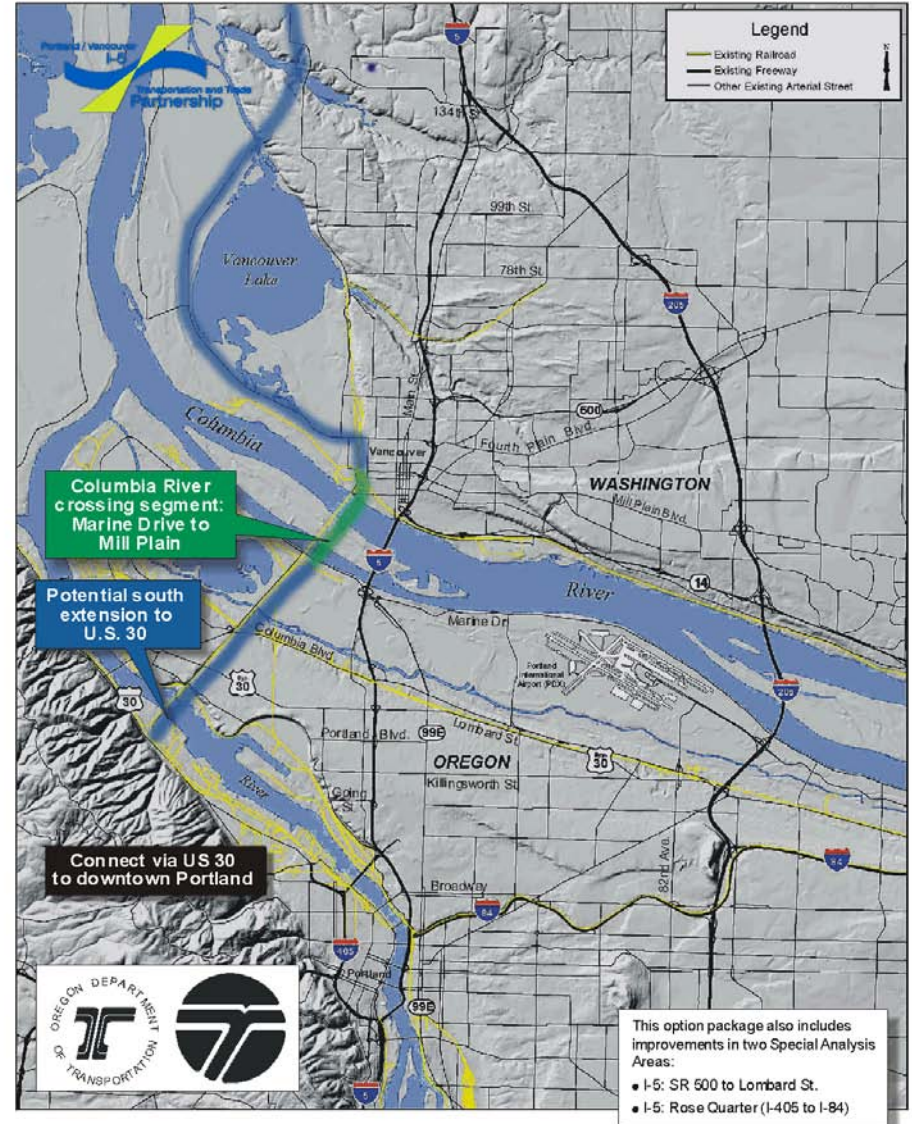 Portland / Vancouver
I-5
Transportation and Trade
Partnership
Legend
Existing Railroad
Existing Freeway
Other Existing Arterial Street
N
5
134th St.
99th St.
78th St.
Vancouver
Lake
205
Main St.
500
Fourth Plain Blvd.
Vancouver
Columbia
WASHINGTON
Mill Plain Blvd.
Columbia River
crossing segment:
Marine Drive to
Mill Plain
5
14
River
Potential south
extension to
U.S. 30
Marine Dr.
Columbia Blvd.
Portland
International
Airport (PDX)
205
30
Bus.
30
Portland Blvd.
99E
Lombard St.
Bus.
30
OREGON
Killingsworth St.
River
Going
St.
Connect via US 30
to downtown Portland
82nd Ave.
84
Broadway
84
405
Portland
99E
5
OREGON DEPARTMENT
OF TRANSPORTATION
This option package also includes
improvements in two Special Analysis
Areas:
• I-5: SR 500 to Lombard St.
• I-5: Rose Quarter (I-405 to I-84)